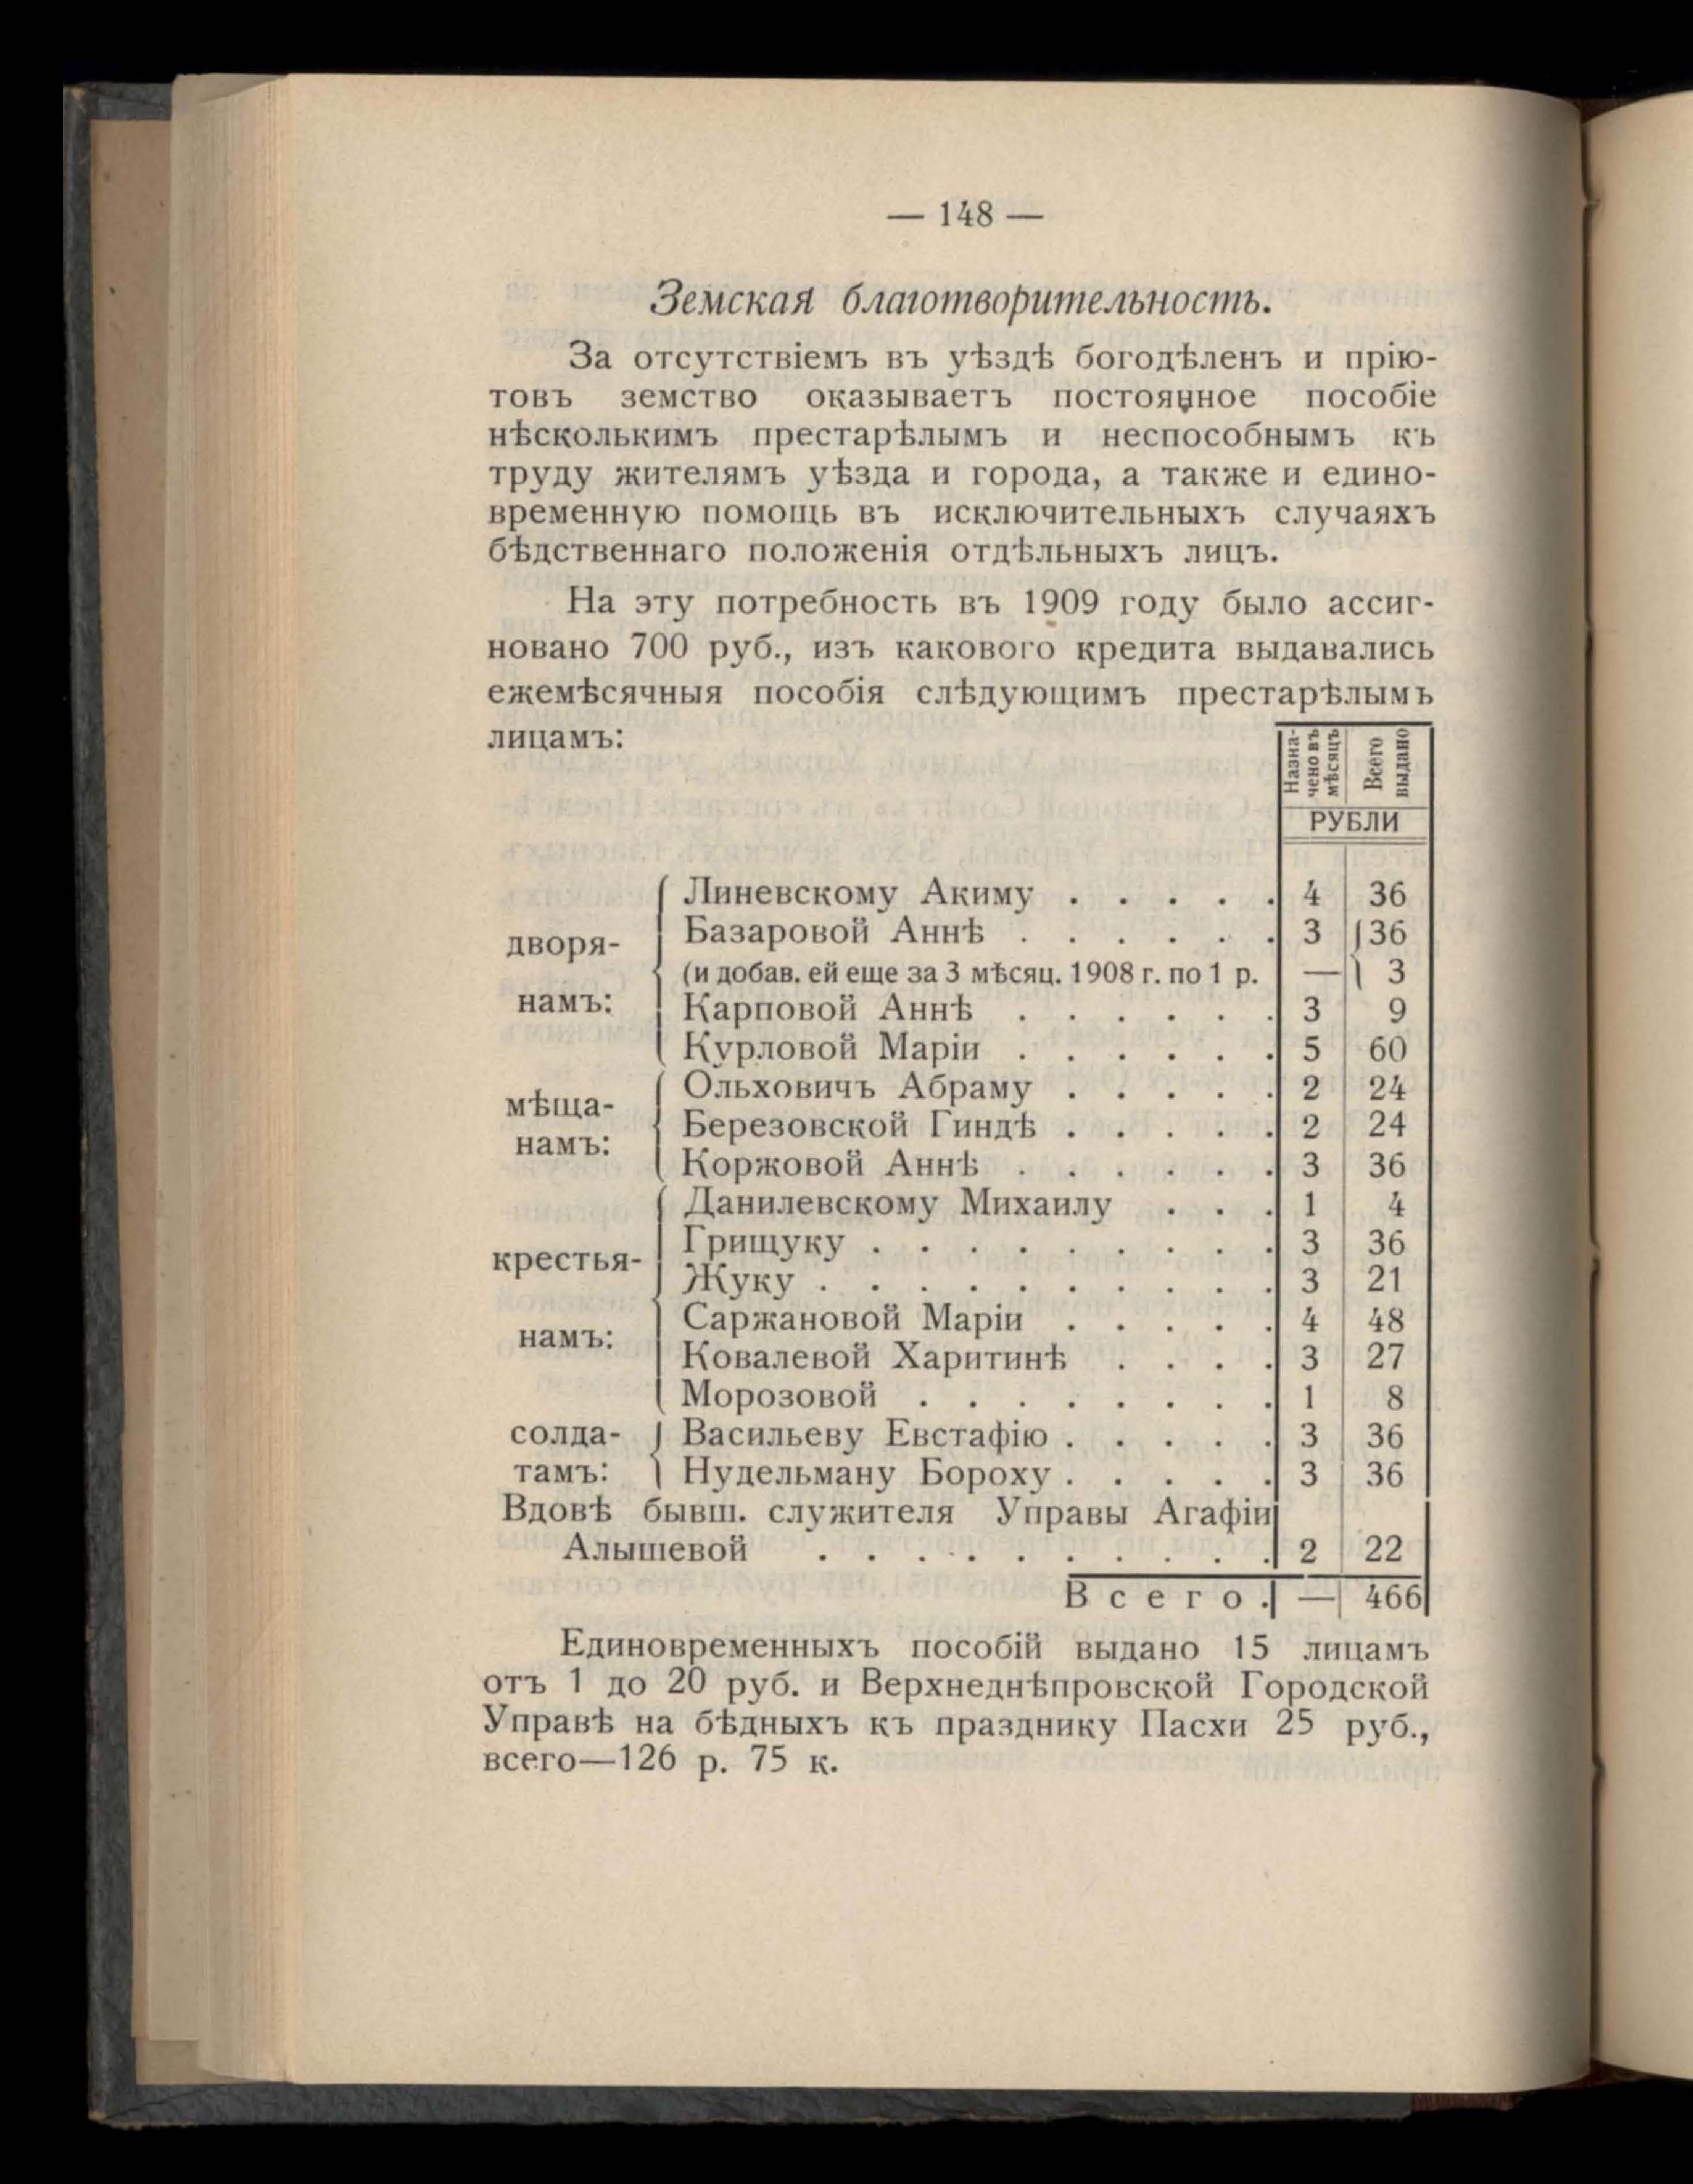 — 148 —
Земская благотворительность.
За отсутствіемъ въ уѣздѣ богодѣленъ и прію-
товъ земство оказываетъ постоянное пособіе
нѣсколькимъ престарѣлымъ и неспособнымъ къ
труду жителямъ уѣзда и города, а также и едино-
временную помощь въ исключительныхъ случаяхъ
бѣдственнаго положенія отдѣльныхъ лицъ.
На эту потребность въ 1909 году было ассиг-
новано 700 руб., изъ какового кредита выдавались
ежемѣсячныя пособія слѣдующимъ престарѣлымъ
лицамъ:
Назна-
чено въ
мѣсяцъ
Всего
выдано
РУБЛИ
дворя-
намъ:
Линевскому Акиму . . . . . 4 36
Базаровой Аннѣ . . . . . . 3 36
(и добав. ей еще за 3 мѣсяц. 1908 г. по 1 р. — 3
Карповой Аннѣ . . . . . . 3 9
Курловой Маріи . . . . . . 5 60
мѣща-
намъ:
Ольховичъ Абраму . . . . . 2 24
Березовской Гиндѣ . . . . . 2 24
Коржовой Аннѣ . . . . . . 3 36
крестья-
намъ:
Данилевскому Михаилу . . . 1 4
Грищуку . . . . . . . . . 3 36
Жуку . . . . . . . . . . 3 21
Саржановой Маріи . . . . . 4 48
Ковалевой Харитинѣ . . . . 3 27
Морозовой . . . . . . . . 1 8
солда-
тамъ:
Васильеву Евстафію . . . . . 3 36
Нудельману Бороху . . . . . 3 36
Вдовѣ бывш. служителя Управы Агафіи
Алышевой . . . . . . . . . . 2 22
Всего. — 466
Единовременныхъ пособій выдано 15 лицамъ
отъ 1 до 20 руб. и Верхнеднѣпровской Городской
Управѣ на бѣдныхъ къ празднику Пасхи 25 руб.,
всего—126 р. 75 к.